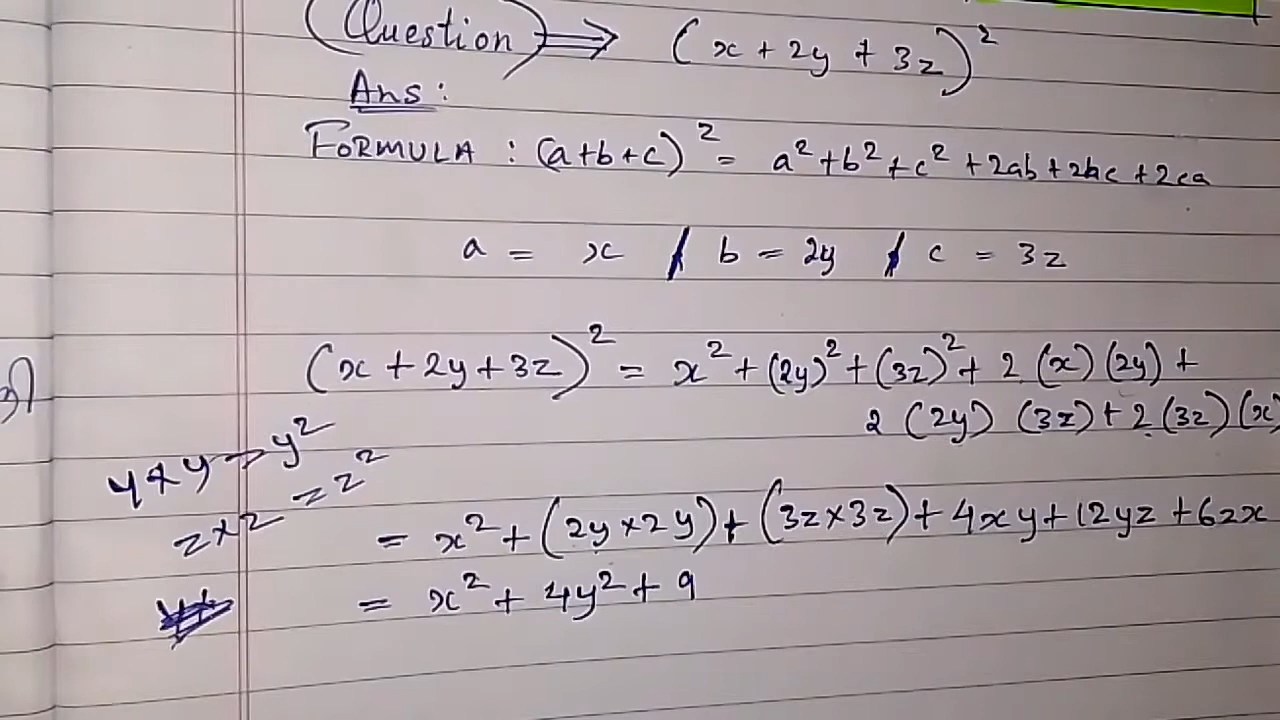 (Question) ⟹ (x + 2y + 3z)²
Ans :
FORMULA : (a+b+c)² = a² + b² + c² + 2ab + 2bc + 2ca
a = x / b = 2y / c = 3z
(x + 2y + 3z)² = x² + (2y)² + (3z)² + 2 (x) (2y) +
2 (2y) (3z) + 2 (3z) (x)
y × y → y²
z × z = z²
= x² + (2y × 2y) + (3z × 3z) + 4xy + 12yz + 6zx
= x² + 4y² + 9